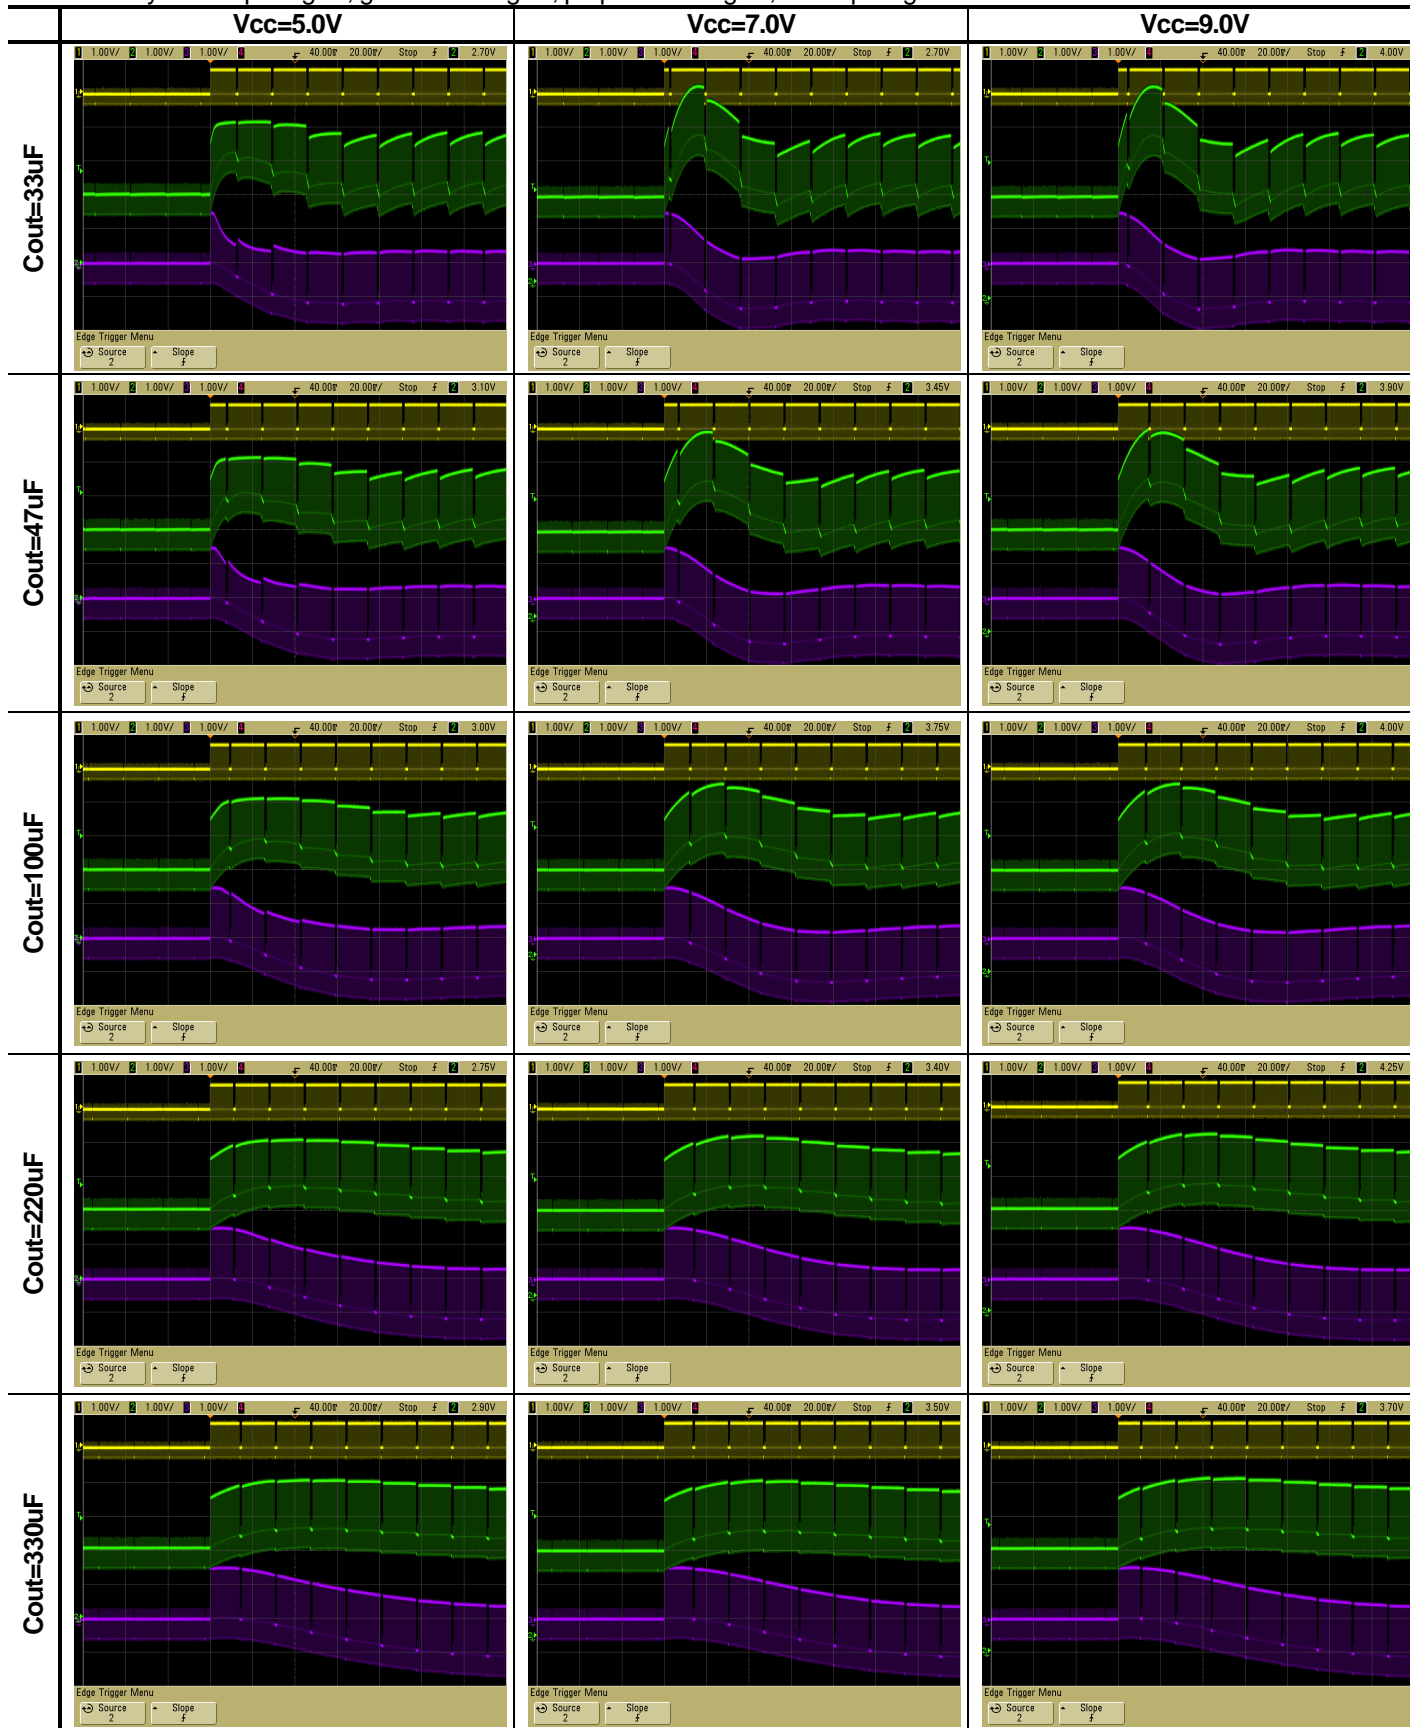 Vcc=5.0V Vcc=7.0V Vcc=9.0V
Cout=33uF
1 1.00V/ 2 1.00V/ 3 1.00V/ 4 40.00 20.00 / Stop 2 2.70V
1 1.00V/ 2 1.00V/ 3 1.00V/ 4 40.00 20.00 / Stop 2 2.70V
1 1.00V/ 2 1.00V/ 3 1.00V/ 4 40.00 20.00 / Stop 2 4.00V
Edge Trigger Menu
Source 2 Slope
Edge Trigger Menu
Source 2 Slope
Edge Trigger Menu
Source 2 Slope
Cout=47uF
1 1.00V/ 2 1.00V/ 3 1.00V/ 4 40.00 20.00 / Stop 2 3.10V
1 1.00V/ 2 1.00V/ 3 1.00V/ 4 40.00 20.00 / Stop 2 3.45V
1 1.00V/ 2 1.00V/ 3 1.00V/ 4 40.00 20.00 / Stop 2 3.90V
Edge Trigger Menu
Source 2 Slope
Edge Trigger Menu
Source 2 Slope
Edge Trigger Menu
Source 2 Slope
Cout=100uF
1 1.00V/ 2 1.00V/ 3 1.00V/ 4 40.00 20.00 / Stop 2 3.00V
1 1.00V/ 2 1.00V/ 3 1.00V/ 4 40.00 20.00 / Stop 2 3.75V
1 1.00V/ 2 1.00V/ 3 1.00V/ 4 40.00 20.00 / Stop 2 4.00V
Edge Trigger Menu
Source 2 Slope
Edge Trigger Menu
Source 2 Slope
Edge Trigger Menu
Source 2 Slope
Cout=220uF
1 1.00V/ 2 1.00V/ 3 1.00V/ 4 40.00 20.00 / Stop 2 2.75V
1 1.00V/ 2 1.00V/ 3 1.00V/ 4 40.00 20.00 / Stop 2 3.40V
1 1.00V/ 2 1.00V/ 3 1.00V/ 4 40.00 20.00 / Stop 2 4.25V
Edge Trigger Menu
Source 2 Slope
Edge Trigger Menu
Source 2 Slope
Edge Trigger Menu
Source 2 Slope
Cout=330uF
1 1.00V/ 2 1.00V/ 3 1.00V/ 4 40.00 20.00 / Stop 2 2.90V
1 1.00V/ 2 1.00V/ 3 1.00V/ 4 40.00 20.00 / Stop 2 3.50V
1 1.00V/ 2 1.00V/ 3 1.00V/ 4 40.00 20.00 / Stop 2 3.70V
Edge Trigger Menu
Source 2 Slope
Edge Trigger Menu
Source 2 Slope
Edge Trigger Menu
Source 2 Slope